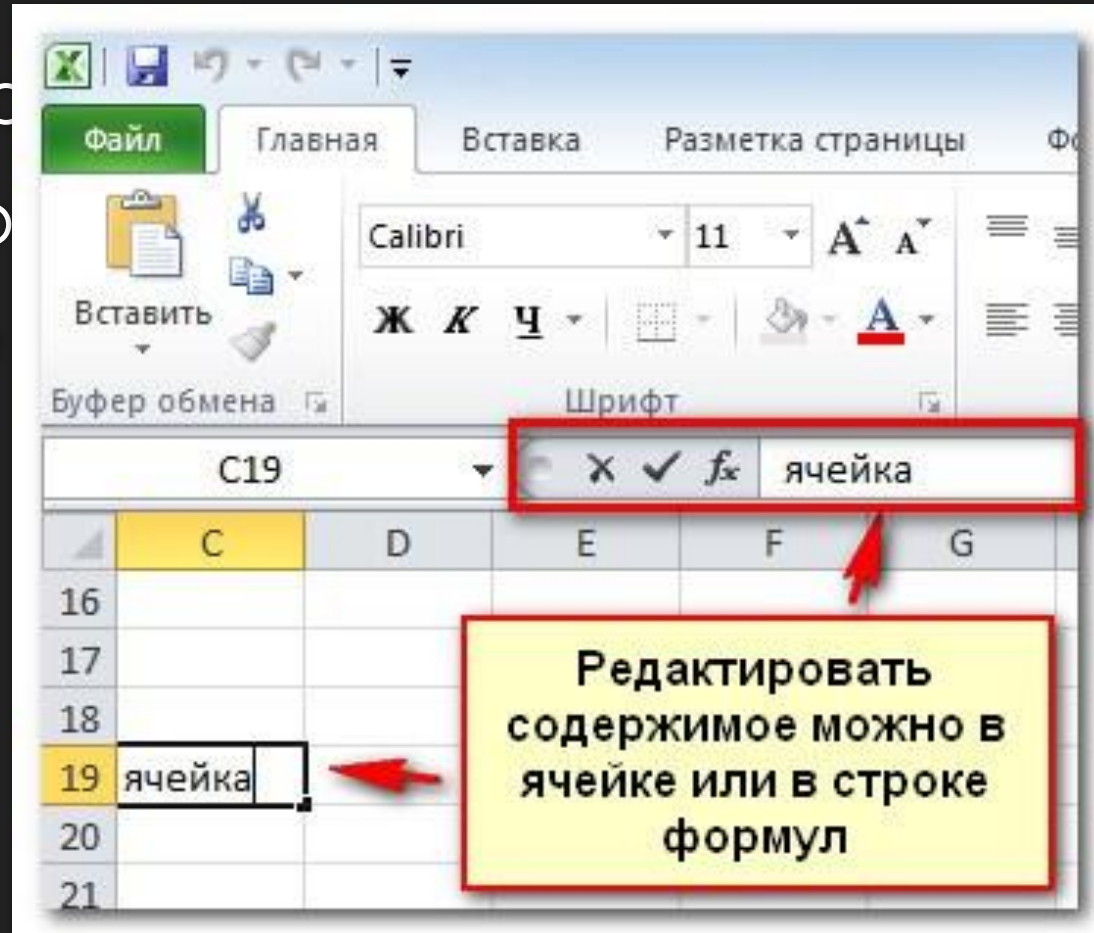 Файл Главная Вставка Разметка страницы
Calibri 11 A A
Вставить Ж К Ч A
Буфер обмена Шрифт
C19 fx ячейка
C D E F G
16
17
18
19 ячейка
20
21
Редактировать
содержимое можно в
ячейке или в строке
формул